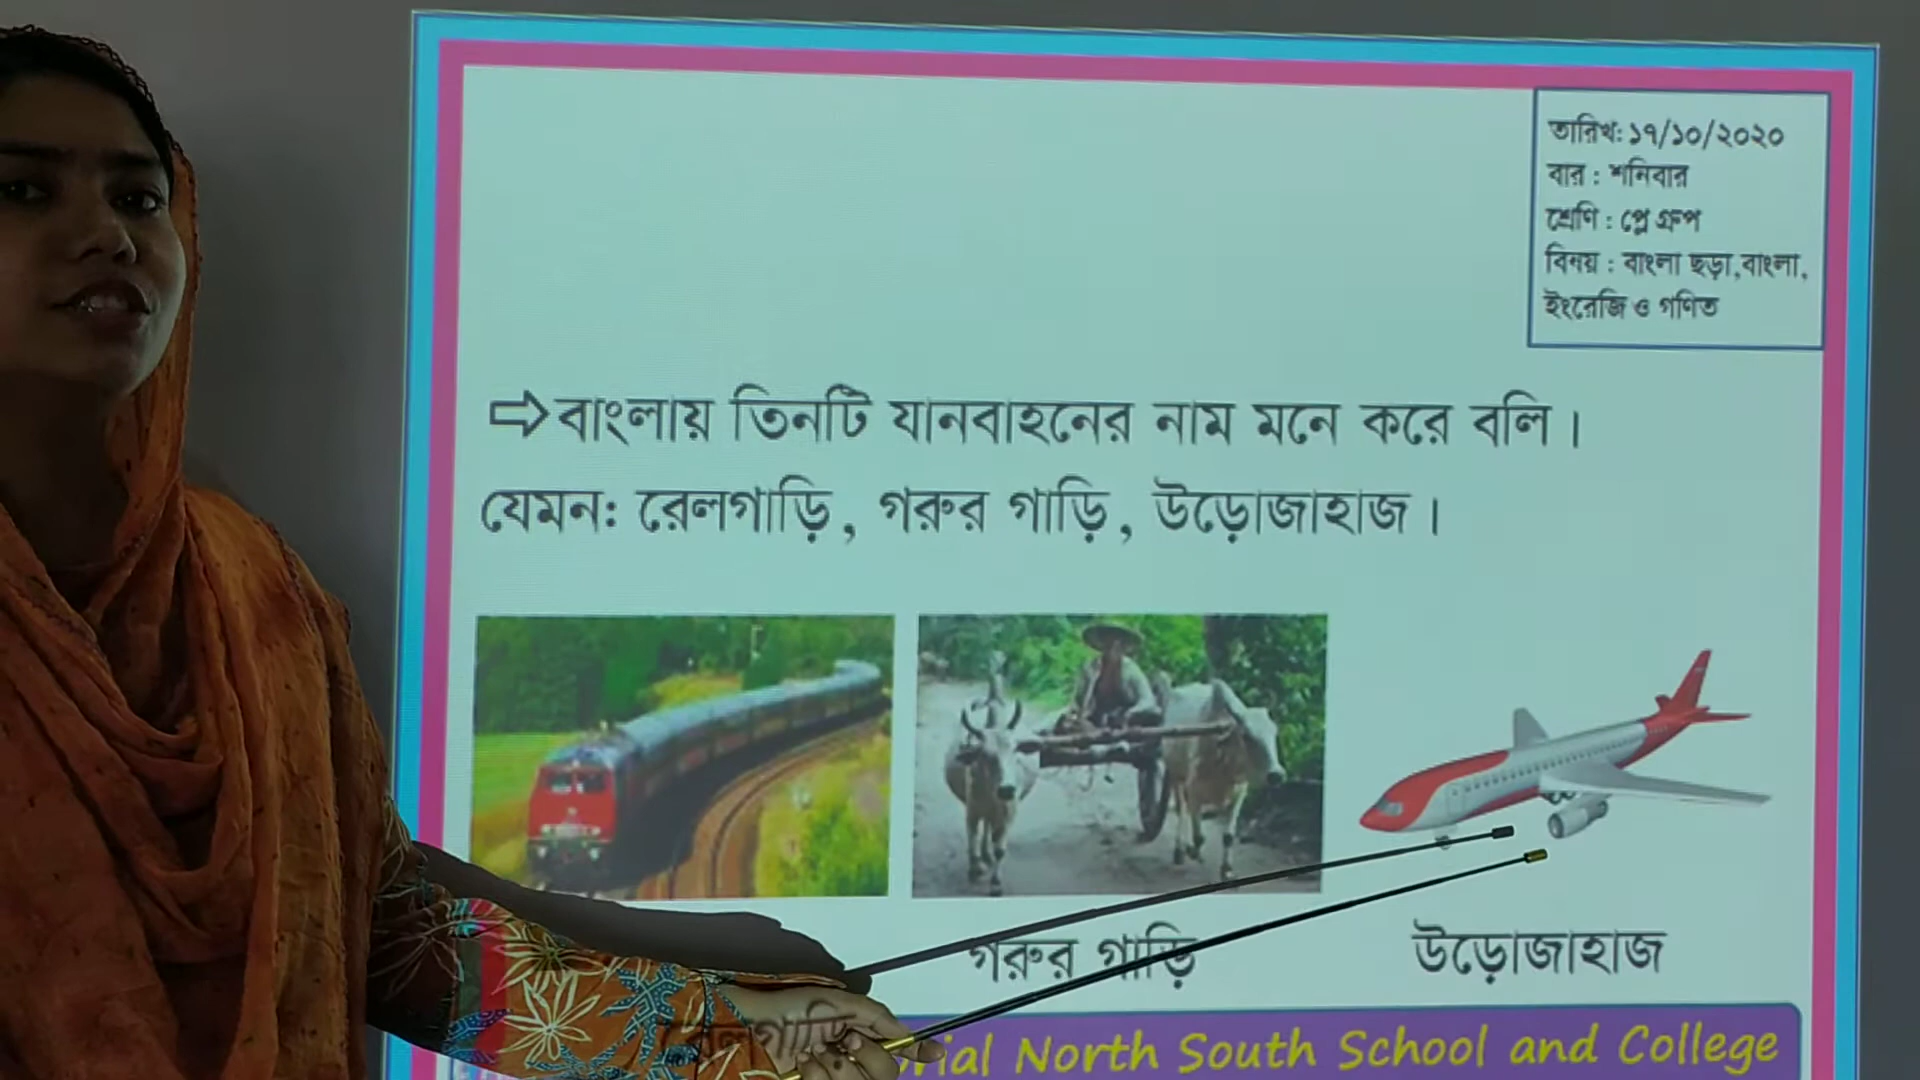 তারিখ: ১৭/১০/২০২০
বার : শনিবার
শ্রেণি : প্লে গ্রুপ
বিষয় : বাংলা ছড়া,বাংলা,
ইংরেজি ও গণিত
⇨বাংলায় তিনটি যানবাহনের নাম মনে করে বলি।
যেমন: রেলগাড়ি, গরুর গাড়ি, উড়োজাহাজ।
রেলগাড়ি গরুর গাড়ি উড়োজাহাজ
North South School and College